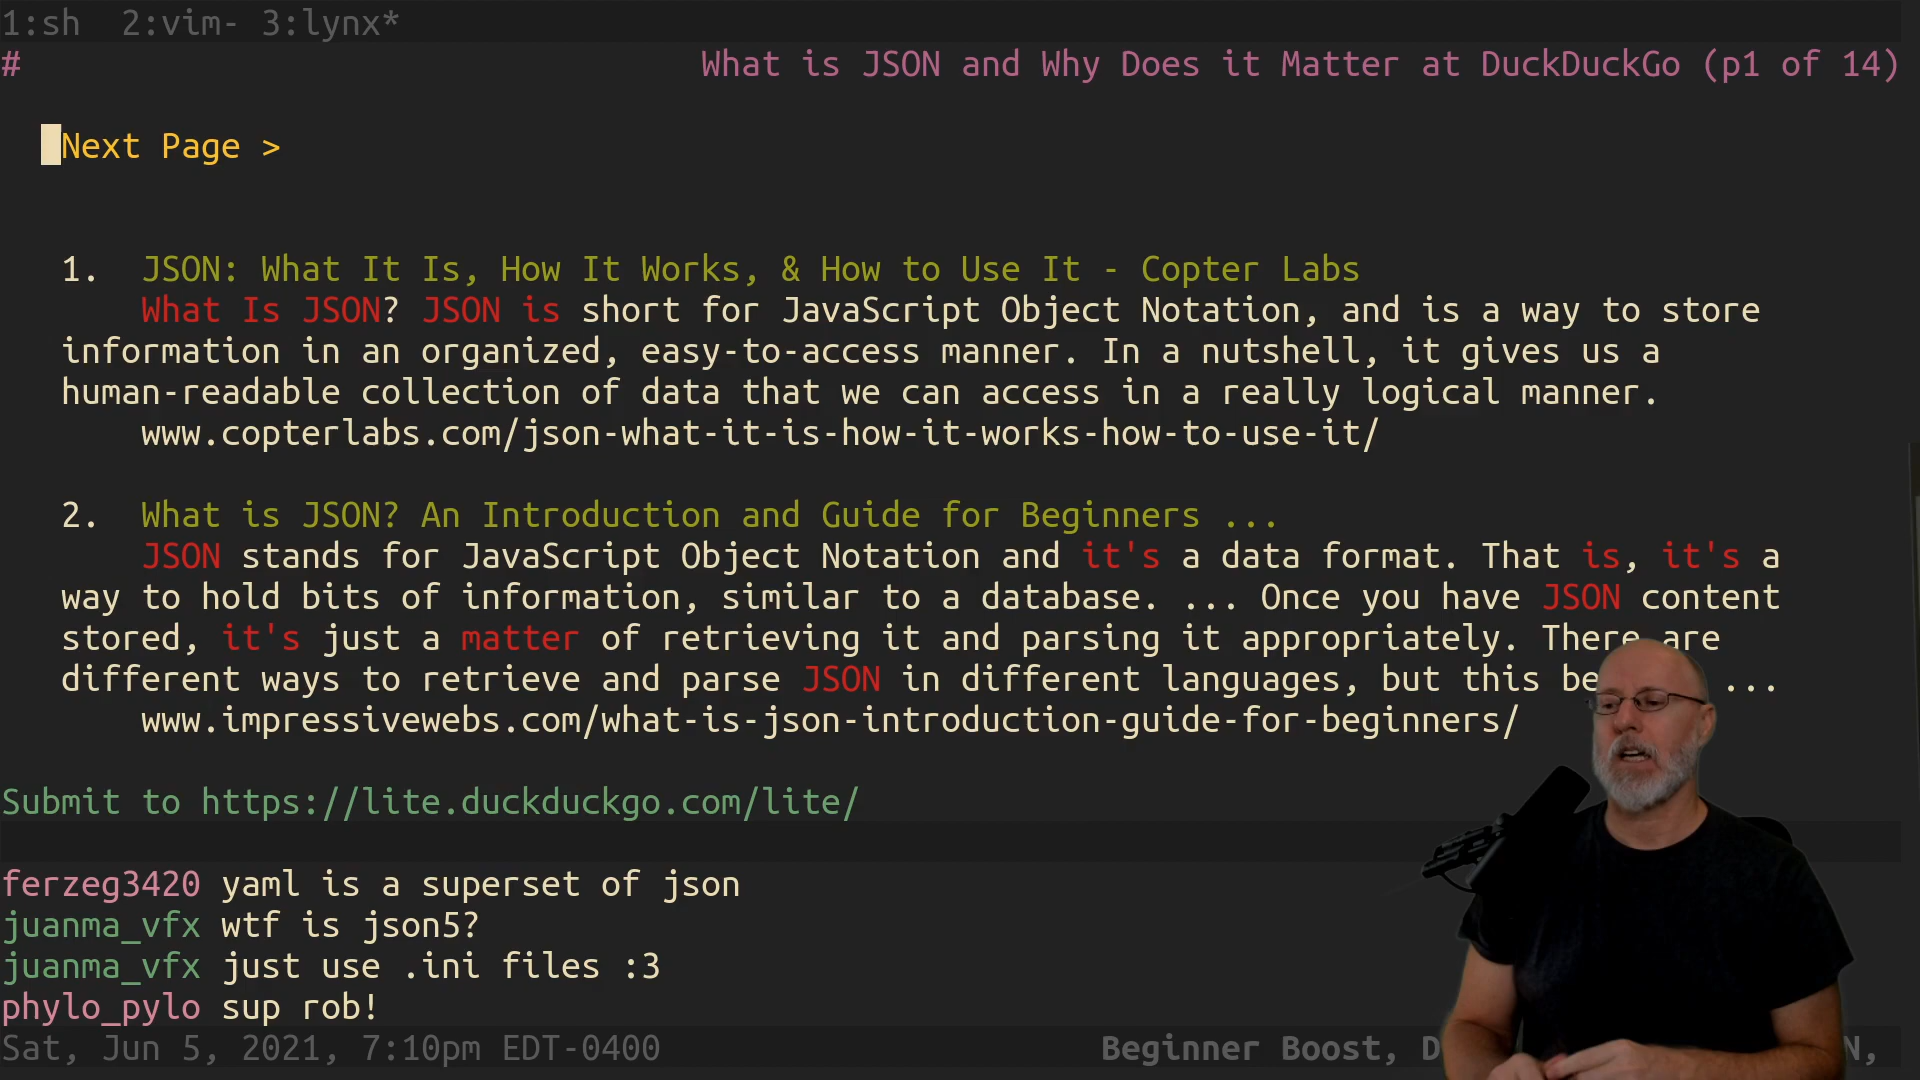 1:sh 2:vim- 3:lynx*
# What is JSON and Why Does it Matter at DuckDuckGo (p1 of 14)
Next Page >
1. JSON: What It Is, How It Works, & How to Use It - Copter Labs
What Is JSON? JSON is short for JavaScript Object Notation, and is a way to store
information in an organized, easy-to-access manner. In a nutshell, it gives us a
human-readable collection of data that we can access in a really logical manner.
www.copterlabs.com/json-what-it-is-how-it-works-how-to-use-it/
2. What is JSON? An Introduction and Guide for Beginners ...
JSON stands for JavaScript Object Notation and it's a data format. That is, it's a
way to hold bits of information, similar to a database. ... Once you have JSON content
stored, it's just a matter of retrieving it and parsing it appropriately. There are
different ways to retrieve and parse JSON in different languages, but this ...
www.impressivewebs.com/what-is-json-introduction-guide-for-beginners/
Submit to https://lite.duckduckgo.com/lite/
ferzeg3420 yaml is a superset of json
juanma_vfx wtf is json5?
juanma_vfx just use .ini files :3
phylo_pylo sup rob!
Sat, Jun 5, 2021, 7:10pm EDT-0400 Beginner Boost,